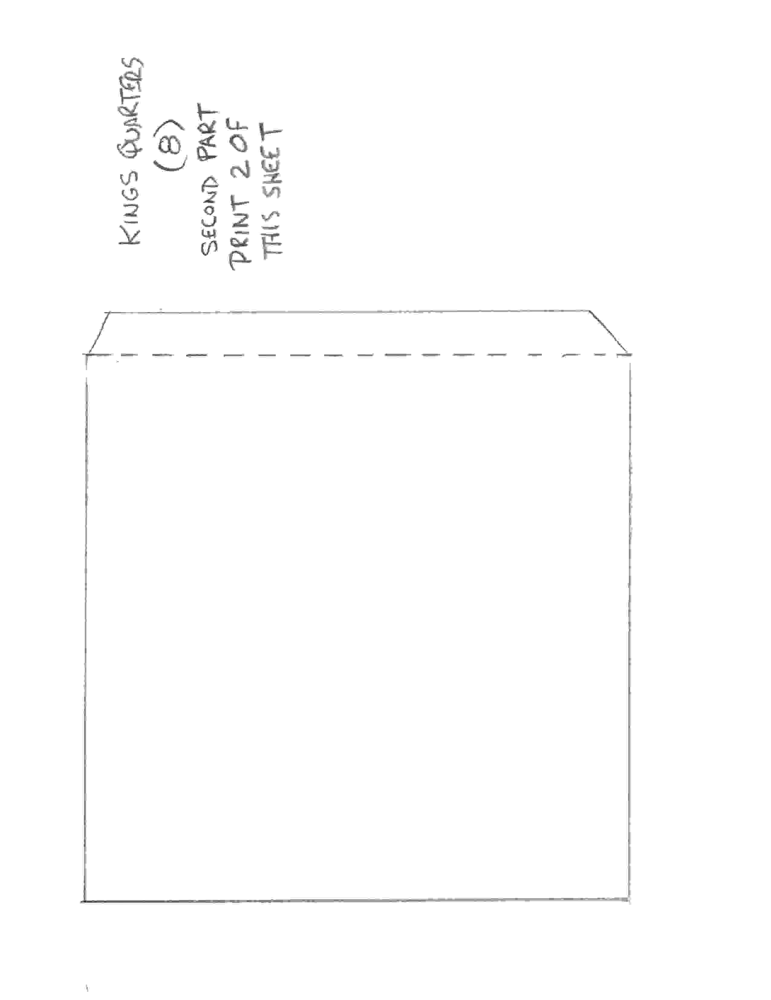 KINGS QUARTERS
(8)
SECOND PART
PRINT 2 OF
THIS SHEET